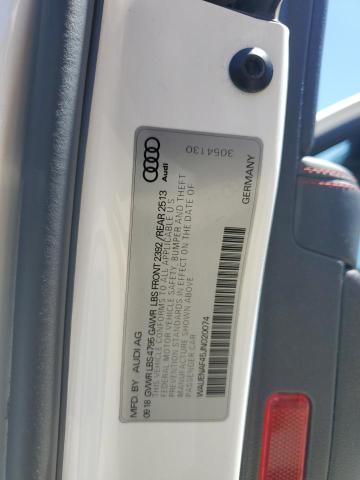 Audi
3054130
GERMANY
MFD BY AUDI AG
09.18 GVWR LBS 4795 GAWR LBS FRONT 2392/REAR 2513
THIS VEHICLE CONFORMS TO ALL APPLICABLE U.S.
FEDERAL MOTOR VEHICLE SAFETY, BUMPER AND THEFT
PREVENTION STANDARDS IN EFFECT ON THE DATE OF
MANUFACTURE SHOWN ABOVE
PASSENGER CAR
WAUENAF45JN020074